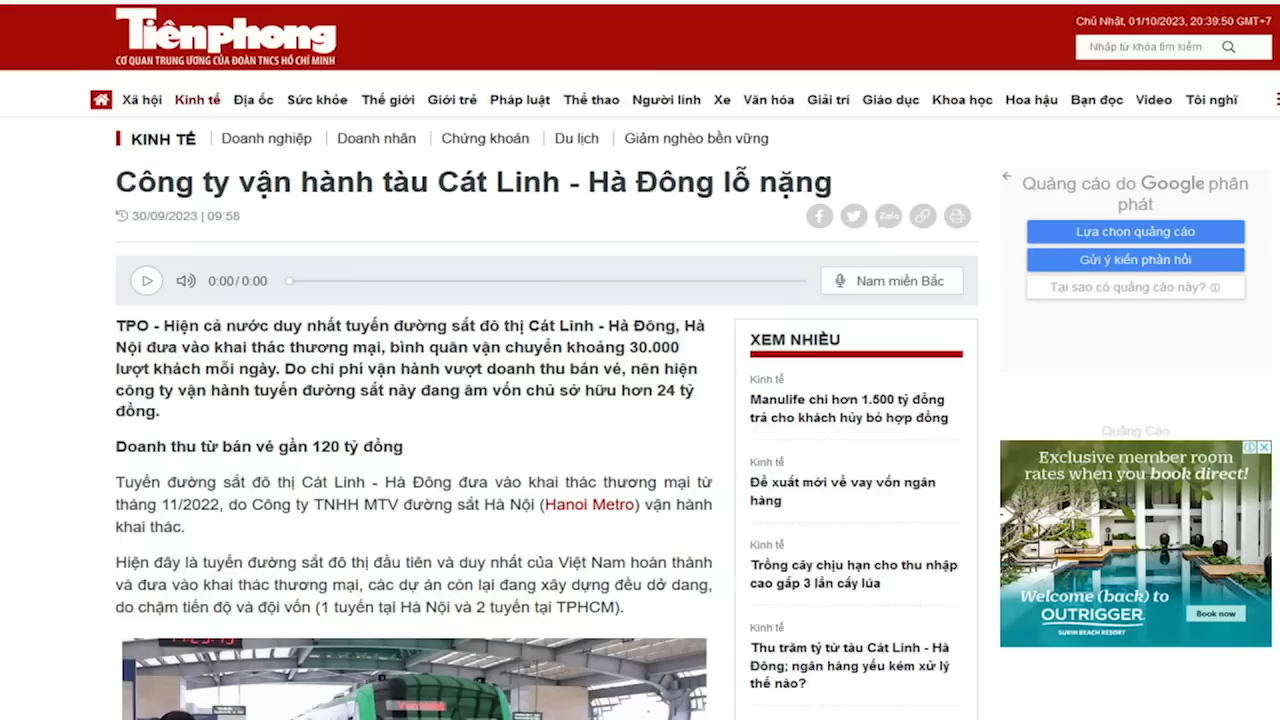 Tiềnphong
CƠ QUAN TRUNG ƯƠNG CỦA ĐOÀN TNCS HỒ CHÍ MINH
Chủ Nhật, 01/10/2023, 20:39:50 GMT+7
Nhập từ khóa tìm kiếm
Xã hội Kinh tế Địa ốc Sức khỏe Thế giới Giới trẻ Pháp luật Thể thao Người lính Xe Văn hóa Giải trí Giáo dục Khoa học Hoa hậu Bạn đọc Video Tôi nghĩ
KINH TẾ Doanh nghiệp Doanh nhân Chứng khoán Du lịch Giảm nghèo bền vững
Công ty vận hành tàu Cát Linh - Hà Đông lỗ nặng
30/09/2023 | 09:58
Zalo
0:00 / 0:00
Nam miền Bắc
TPO - Hiện cả nước duy nhất tuyến đường sắt đô thị Cát Linh - Hà Đông, Hà
Nội đưa vào khai thác thương mại, bình quân vận chuyển khoảng 30.000
lượt khách mỗi ngày. Do chi phí vận hành vượt doanh thu bán vé, nên hiện
công ty vận hành tuyến đường sắt này đang âm vốn chủ sở hữu hơn 24 tỷ
đồng.
Doanh thu từ bán vé gần 120 tỷ đồng
Tuyến đường sắt đô thị Cát Linh - Hà Đông đưa vào khai thác thương mại từ
tháng 11/2022, do Công ty TNHH MTV đường sắt Hà Nội (Hanoi Metro) vận hành
khai thác.
Hiện đây là tuyến đường sắt đô thị đầu tiên và duy nhất của Việt Nam hoàn thành
và đưa vào khai thác thương mại, các dự án còn lại đang xây dựng đều dở dang,
do chậm tiến độ và đội vốn (1 tuyến tại Hà Nội và 2 tuyến tại TPHCM).
XEM NHIỀU
Kinh tế
Manulife chi hơn 1.500 tỷ đồng
trả cho khách hủy bỏ hợp đồng
Kinh tế
Đề xuất mới về vay vốn ngân
hàng
Kinh tế
Trồng cây chịu hạn cho thu nhập
cao gấp 3 lần cấy lúa
Kinh tế
Thu trăm tỷ từ tàu Cát Linh - Hà
Đông; ngân hàng yếu kém xử lý
thế nào?
Quảng cáo do Google phân
phát
Lựa chọn quảng cáo
Gửi ý kiến phản hồi
Tại sao có quảng cáo này?
Quảng Cáo
Exclusive member room
rates when you book direct!
Welcome (back) to
OUTRIGGER.
SURIN BEACH RESORT
Book now